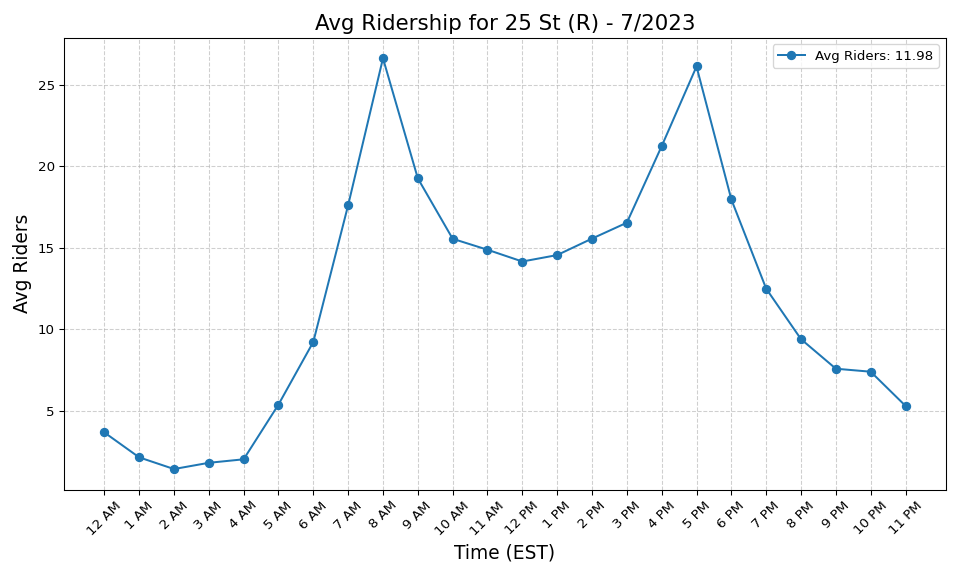 Avg Ridership for 25 St (R) - 7/2023
Avg Riders: 11.98
Avg Riders
25
20
15
10
5
12 AM
1 AM
2 AM
3 AM
4 AM
5 AM
6 AM
7 AM
8 AM
9 AM
10 AM
11 AM
12 PM
1 PM
2 PM
3 PM
4 PM
5 PM
6 PM
7 PM
8 PM
9 PM
10 PM
11 PM
Time (EST)